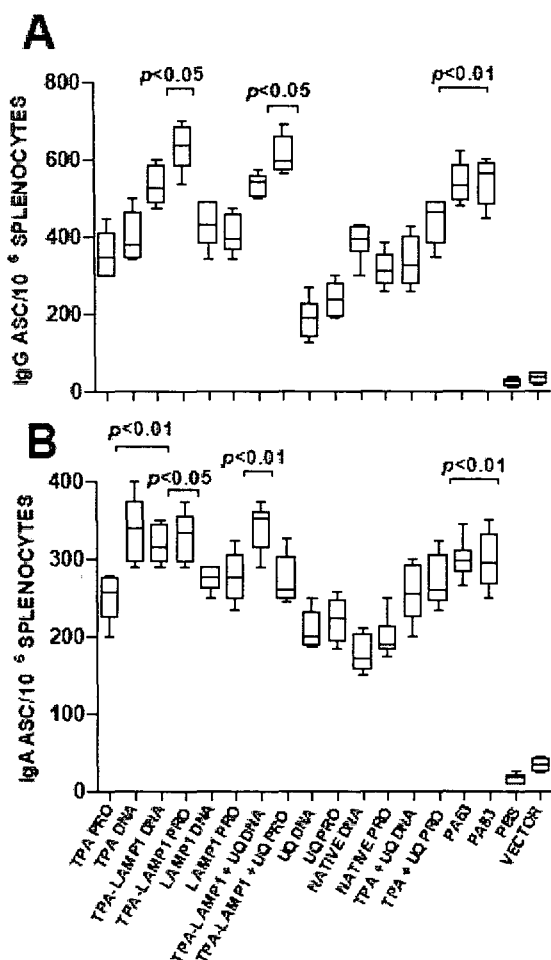 A
p<0.05
p<0.05
p<0.01
IgG ASC/10 6 SPLENOCYTES
800
600
400
200
0
B
p<0.01
p<0.05
p<0.01
p<0.01
IgA ASC/10 6 SPLENOCYTES
400
300
200
100
0
TPA PRO
TPA DNA
TPA-LAMP1 DNA
TPA-LAMP1 PRO
LAMP1 DNA
LAMP1 PRO
TPA-LAMP1 + UQ DNA
TPA-LAMP1 + UQ PRO
UQ DNA
UQ PRO
NATIVE DNA
NATIVE PRO
TPA + UQ DNA
TPA + UQ PRO
PA63
PA83
PBS
VECTOR